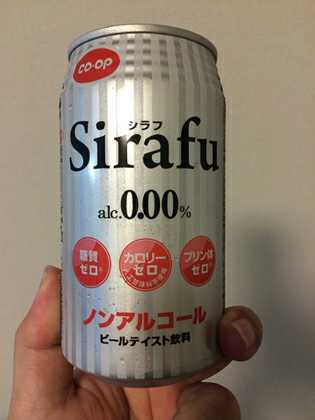 CO·OP
シラフ
Sirafu
alc.0.00%
糖質
ゼロ
カロリー
ゼロ
プリン体
ゼロ
ノンアルコール
ビールテイスト飲料